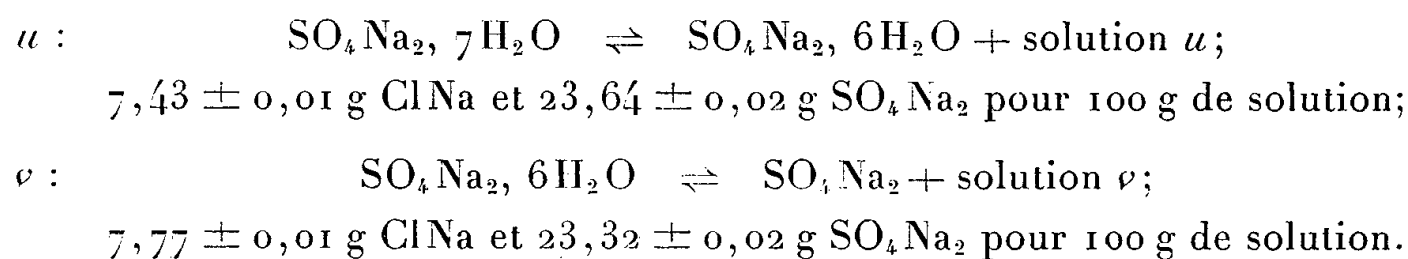 u : SO₄Na₂, 7H₂O ⇌ SO₄Na₂, 6H₂O + solution u;
7,43 ± 0,01 g ClNa et 23,64 ± 0,02 g SO₄Na₂ pour 100 g de solution;
v : SO₄Na₂, 6H₂O ⇌ SO₄Na₂ + solution v;
7,77 ± 0,01 g ClNa et 23,32 ± 0,02 g SO₄Na₂ pour 100 g de solution.